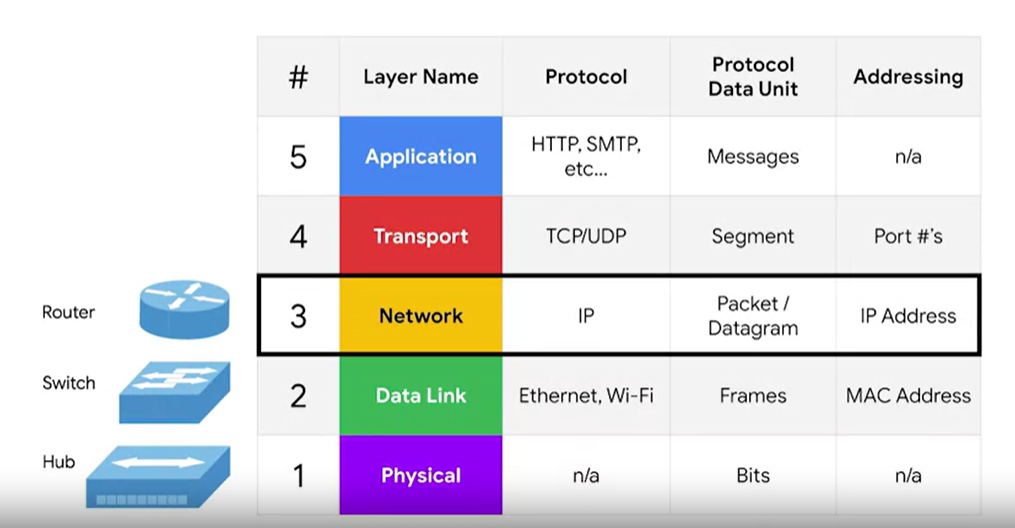 # Layer Name Protocol Protocol Data Unit Addressing
5 Application HTTP, SMTP, etc... Messages n/a
4 Transport TCP/UDP Segment Port #'s
Router 3 Network IP Packet / Datagram IP Address
Switch 2 Data Link Ethernet, Wi-Fi Frames MAC Address
Hub 1 Physical n/a Bits n/a